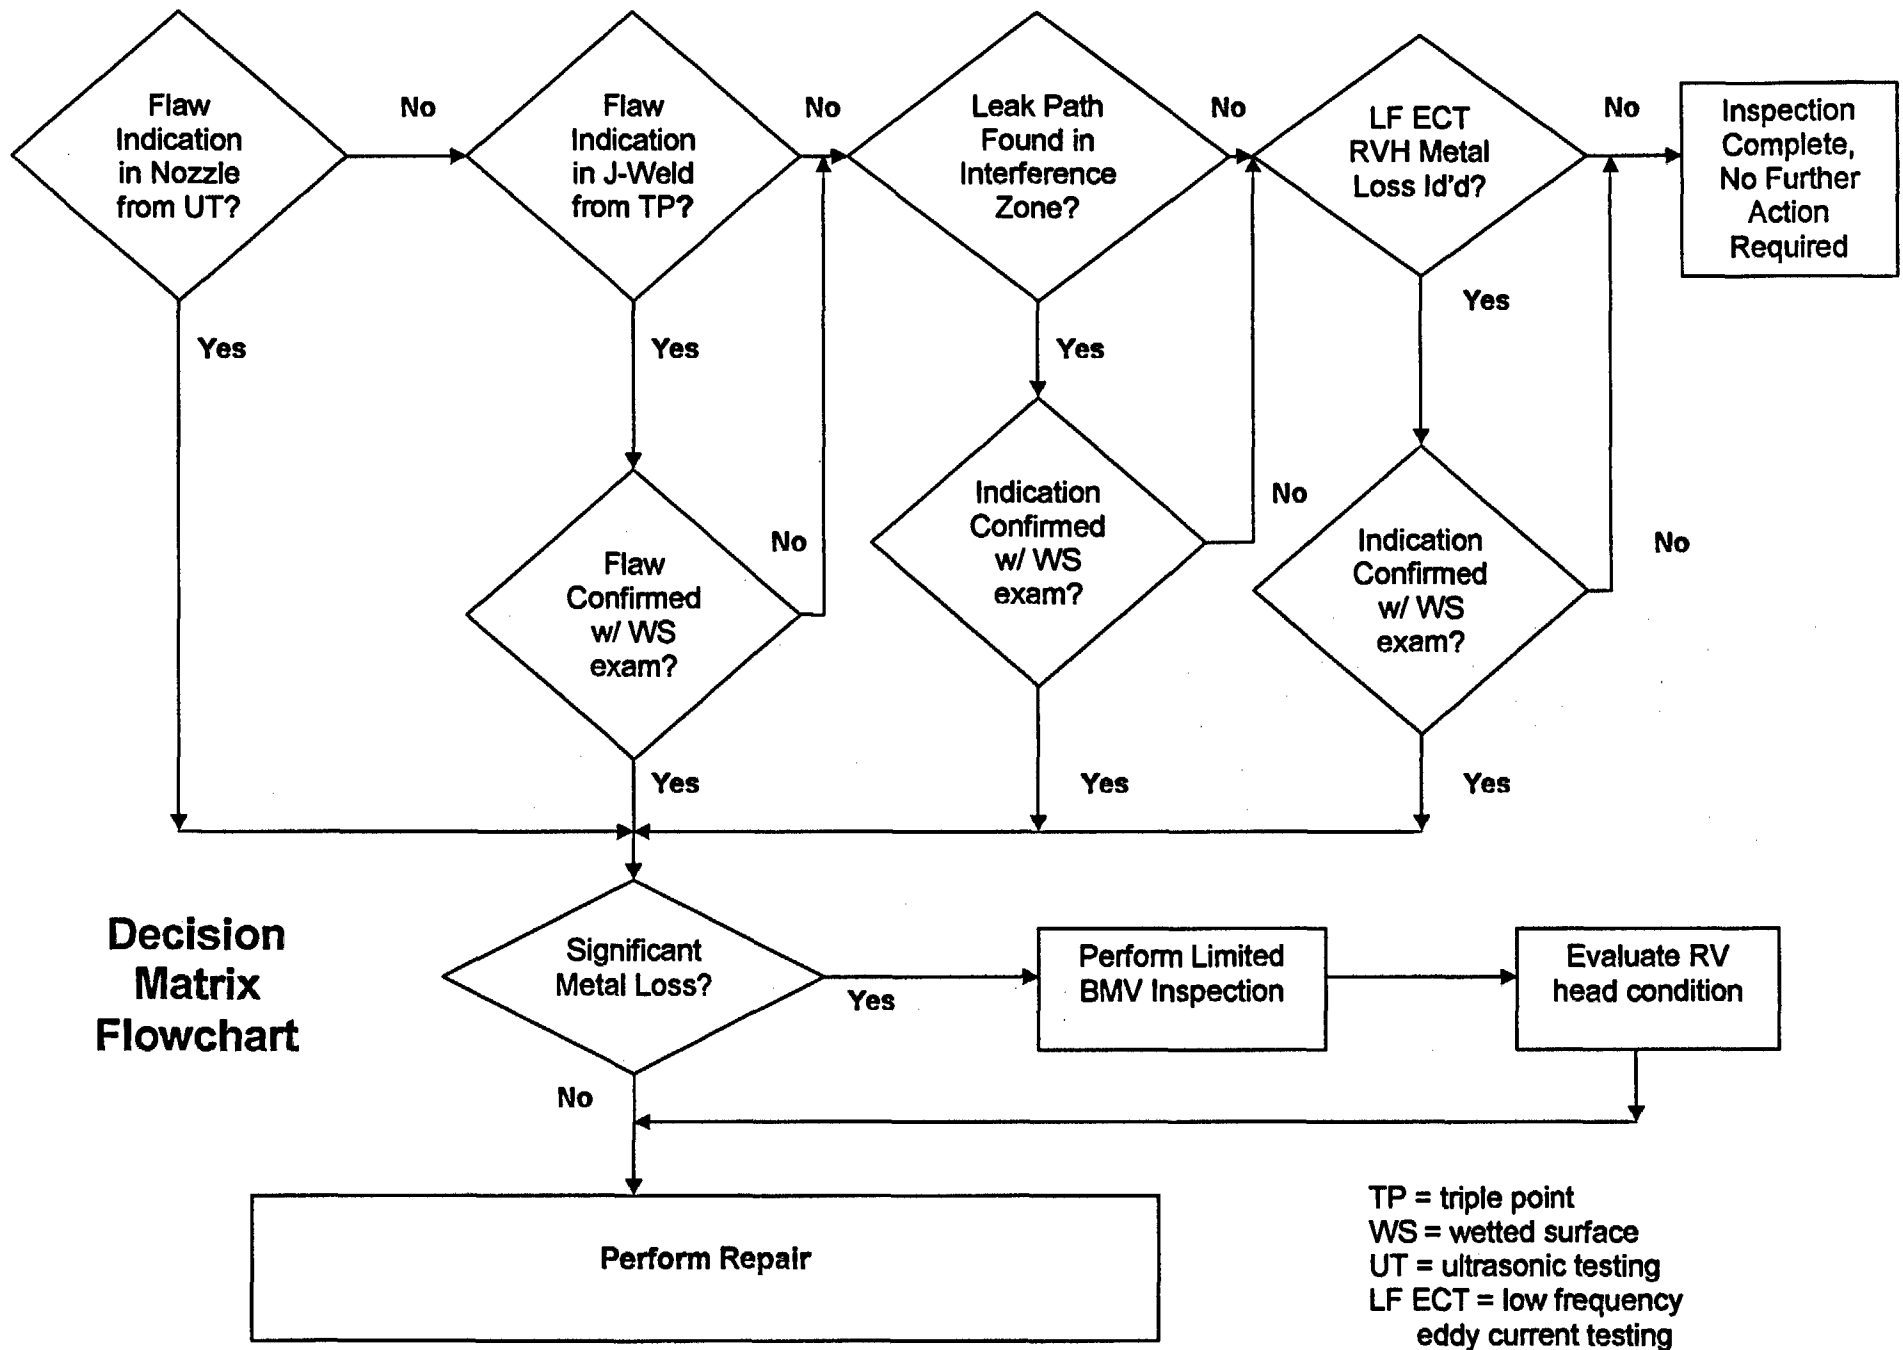 Flaw
Indication
in Nozzle
from UT?
No
Flaw
Indication
in J-Weld
from TP?
No
Leak Path
Found in
Interference
Zone?
No
LF ECT
RVH Metal
Loss Id'd?
No
Inspection
Complete,
No Further
Action
Required
Yes
Yes
Yes
Yes
Flaw
Confirmed
w/ WS
exam?
No
Indication
Confirmed
w/ WS
exam?
No
Indication
Confirmed
w/ WS
exam?
No
Yes
Yes
Yes
Decision
Matrix
Flowchart
Significant
Metal Loss?
Yes
Perform Limited
BMV Inspection
Evaluate RV
head condition
No
Perform Repair
TP = triple point
WS = wetted surface
UT = ultrasonic testing
LF ECT = low frequency
eddy current testing